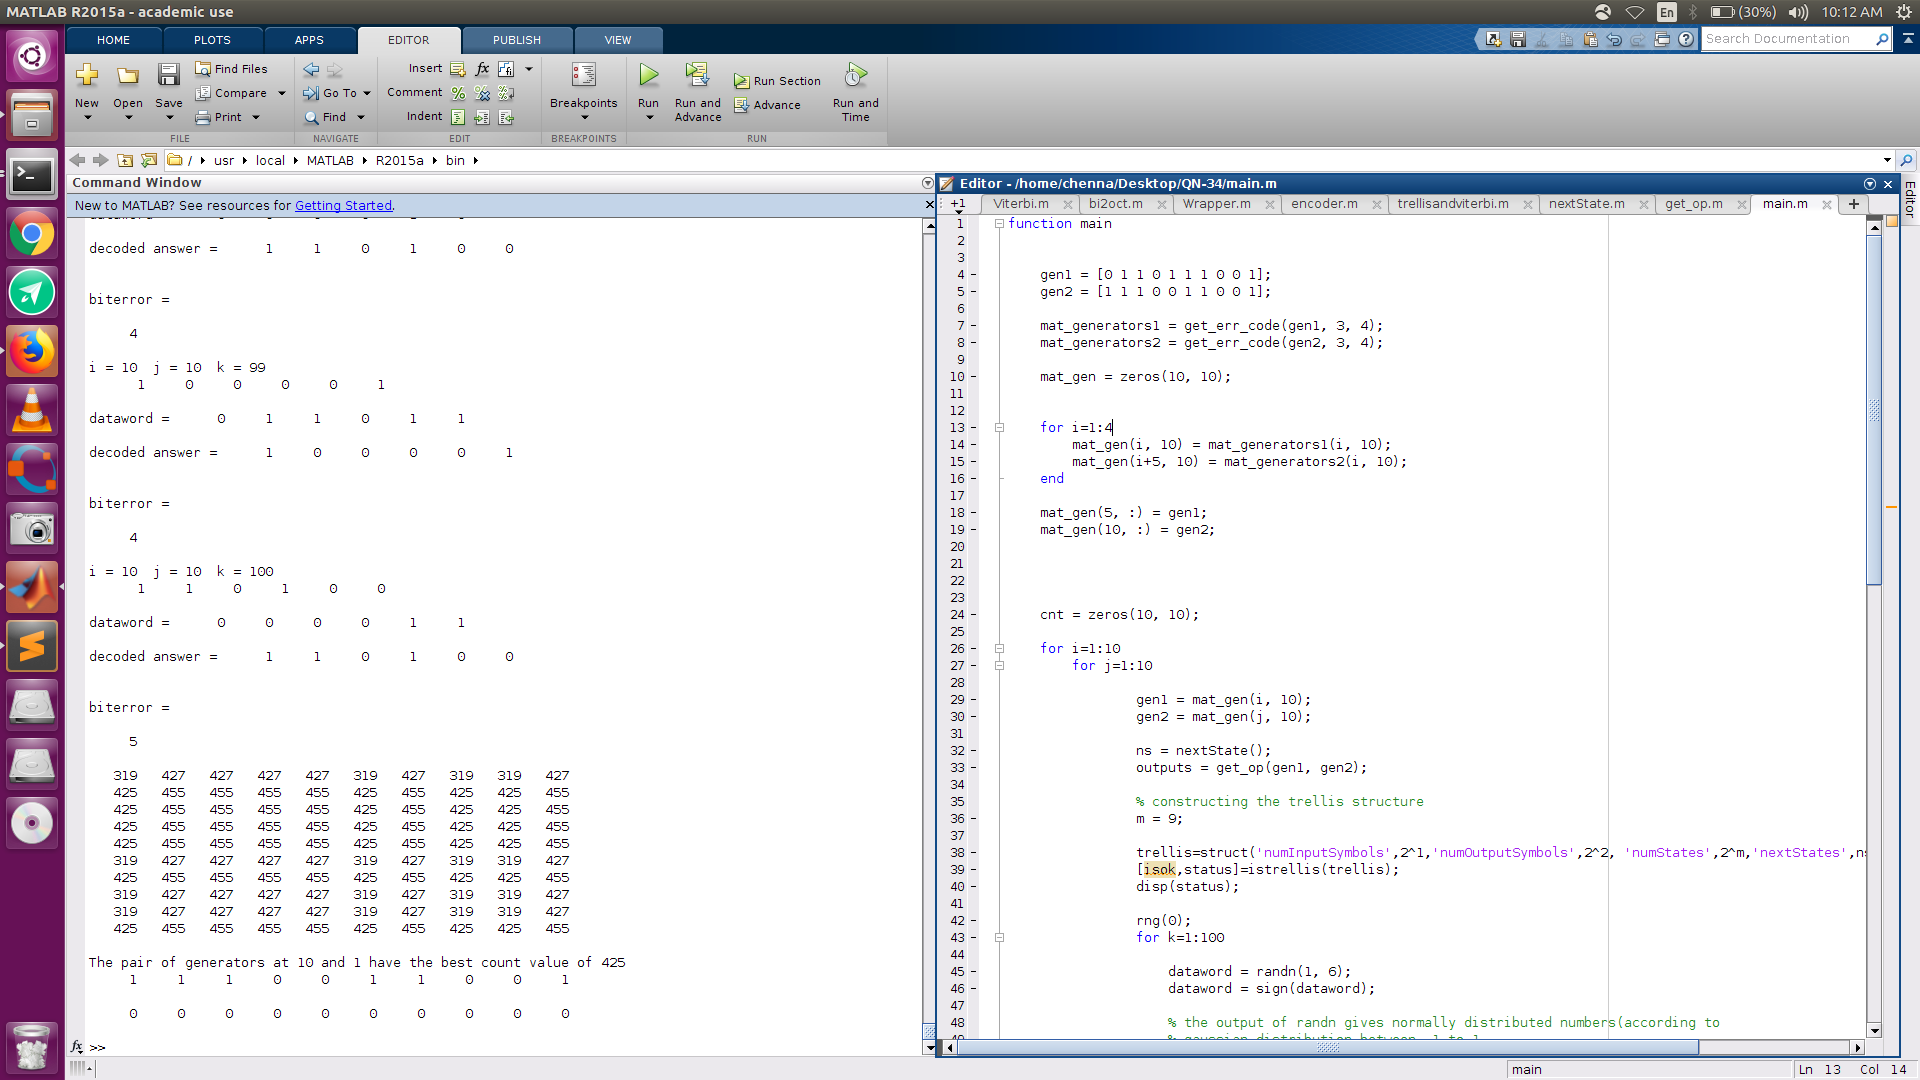 MATLAB R2015a - academic use
En (30%) 10:12 AM
HOME PLOTS APPS EDITOR PUBLISH VIEW
Search Documentation
New Open Save Find Files Compare Print
FILE
Go To Find
NAVIGATE
Insert fx
Comment
Indent
EDIT
Breakpoints
BREAKPOINTS
Run Run and Advance Run Section Advance Run and Time
RUN
/ usr local MATLAB R2015a bin
Command Window
New to MATLAB? See resources for Getting Started.
decoded answer = 1 1 0 1 0 0
biterror =
4
i = 10 j = 10 k = 99
1 0 0 0 0 1
dataword = 0 1 1 0 1 1
decoded answer = 1 0 0 0 0 1
biterror =
4
i = 10 j = 10 k = 100
1 1 0 1 0 0
dataword = 0 0 0 0 1 1
decoded answer = 1 1 0 1 0 0
biterror =
5
319 427 427 427 427 319 427 319 319 427
425 455 455 455 455 425 455 425 425 455
425 455 455 455 455 425 455 425 425 455
425 455 455 455 455 425 455 425 425 455
425 455 455 455 455 425 455 425 425 455
319 427 427 427 427 319 427 319 319 427
425 455 455 455 455 425 455 425 425 455
319 427 427 427 427 319 427 319 319 427
319 427 427 427 427 319 427 319 319 427
425 455 455 455 455 425 455 425 425 455
The pair of generators at 10 and 1 have the best count value of 425
1 1 1 0 0 1 1 0 0 1
0 0 0 0 0 0 0 0 0 0
fx >>
Editor - /home/chenna/Desktop/QN-34/main.m
Editor
+1 Viterbi.m bi2oct.m Wrapper.m encoder.m trellisandviterbi.m nextState.m get_op.m main.m
1 function main
2
3
4 - gen1 = [0 1 1 0 1 1 1 0 0 1];
5 - gen2 = [1 1 1 0 0 1 1 0 0 1];
6
7 - mat_generators1 = get_err_code(gen1, 3, 4);
8 - mat_generators2 = get_err_code(gen2, 3, 4);
9
10 - mat_gen = zeros(10, 10);
11
12
13 - for i=1:4
14 - mat_gen(i, 10) = mat_generators1(i, 10);
15 - mat_gen(i+5, 10) = mat_generators2(i, 10);
16 - end
17
18 - mat_gen(5, :) = gen1;
19 - mat_gen(10, :) = gen2;
20
21
22
23
24 - cnt = zeros(10, 10);
25
26 - for i=1:10
27 - for j=1:10
28
29 - gen1 = mat_gen(i, 10);
30 - gen2 = mat_gen(j, 10);
31
32 - ns = nextState();
33 - outputs = get_op(gen1, gen2);
34
35 % constructing the trellis structure
36 - m = 9;
37
38 - trellis=struct('numInputSymbols',2^1,'numOutputSymbols',2^2, 'numStates',2^m,'nextStates',ns
39 - [isok,status]=istrellis(trellis);
40 - disp(status);
41
42 - rng(0);
43 - for k=1:100
44
45 - dataword = randn(1, 6);
46 - dataword = sign(dataword);
47
48 % the output of randn gives normally distributed numbers(according to
main Ln 13 Col 14